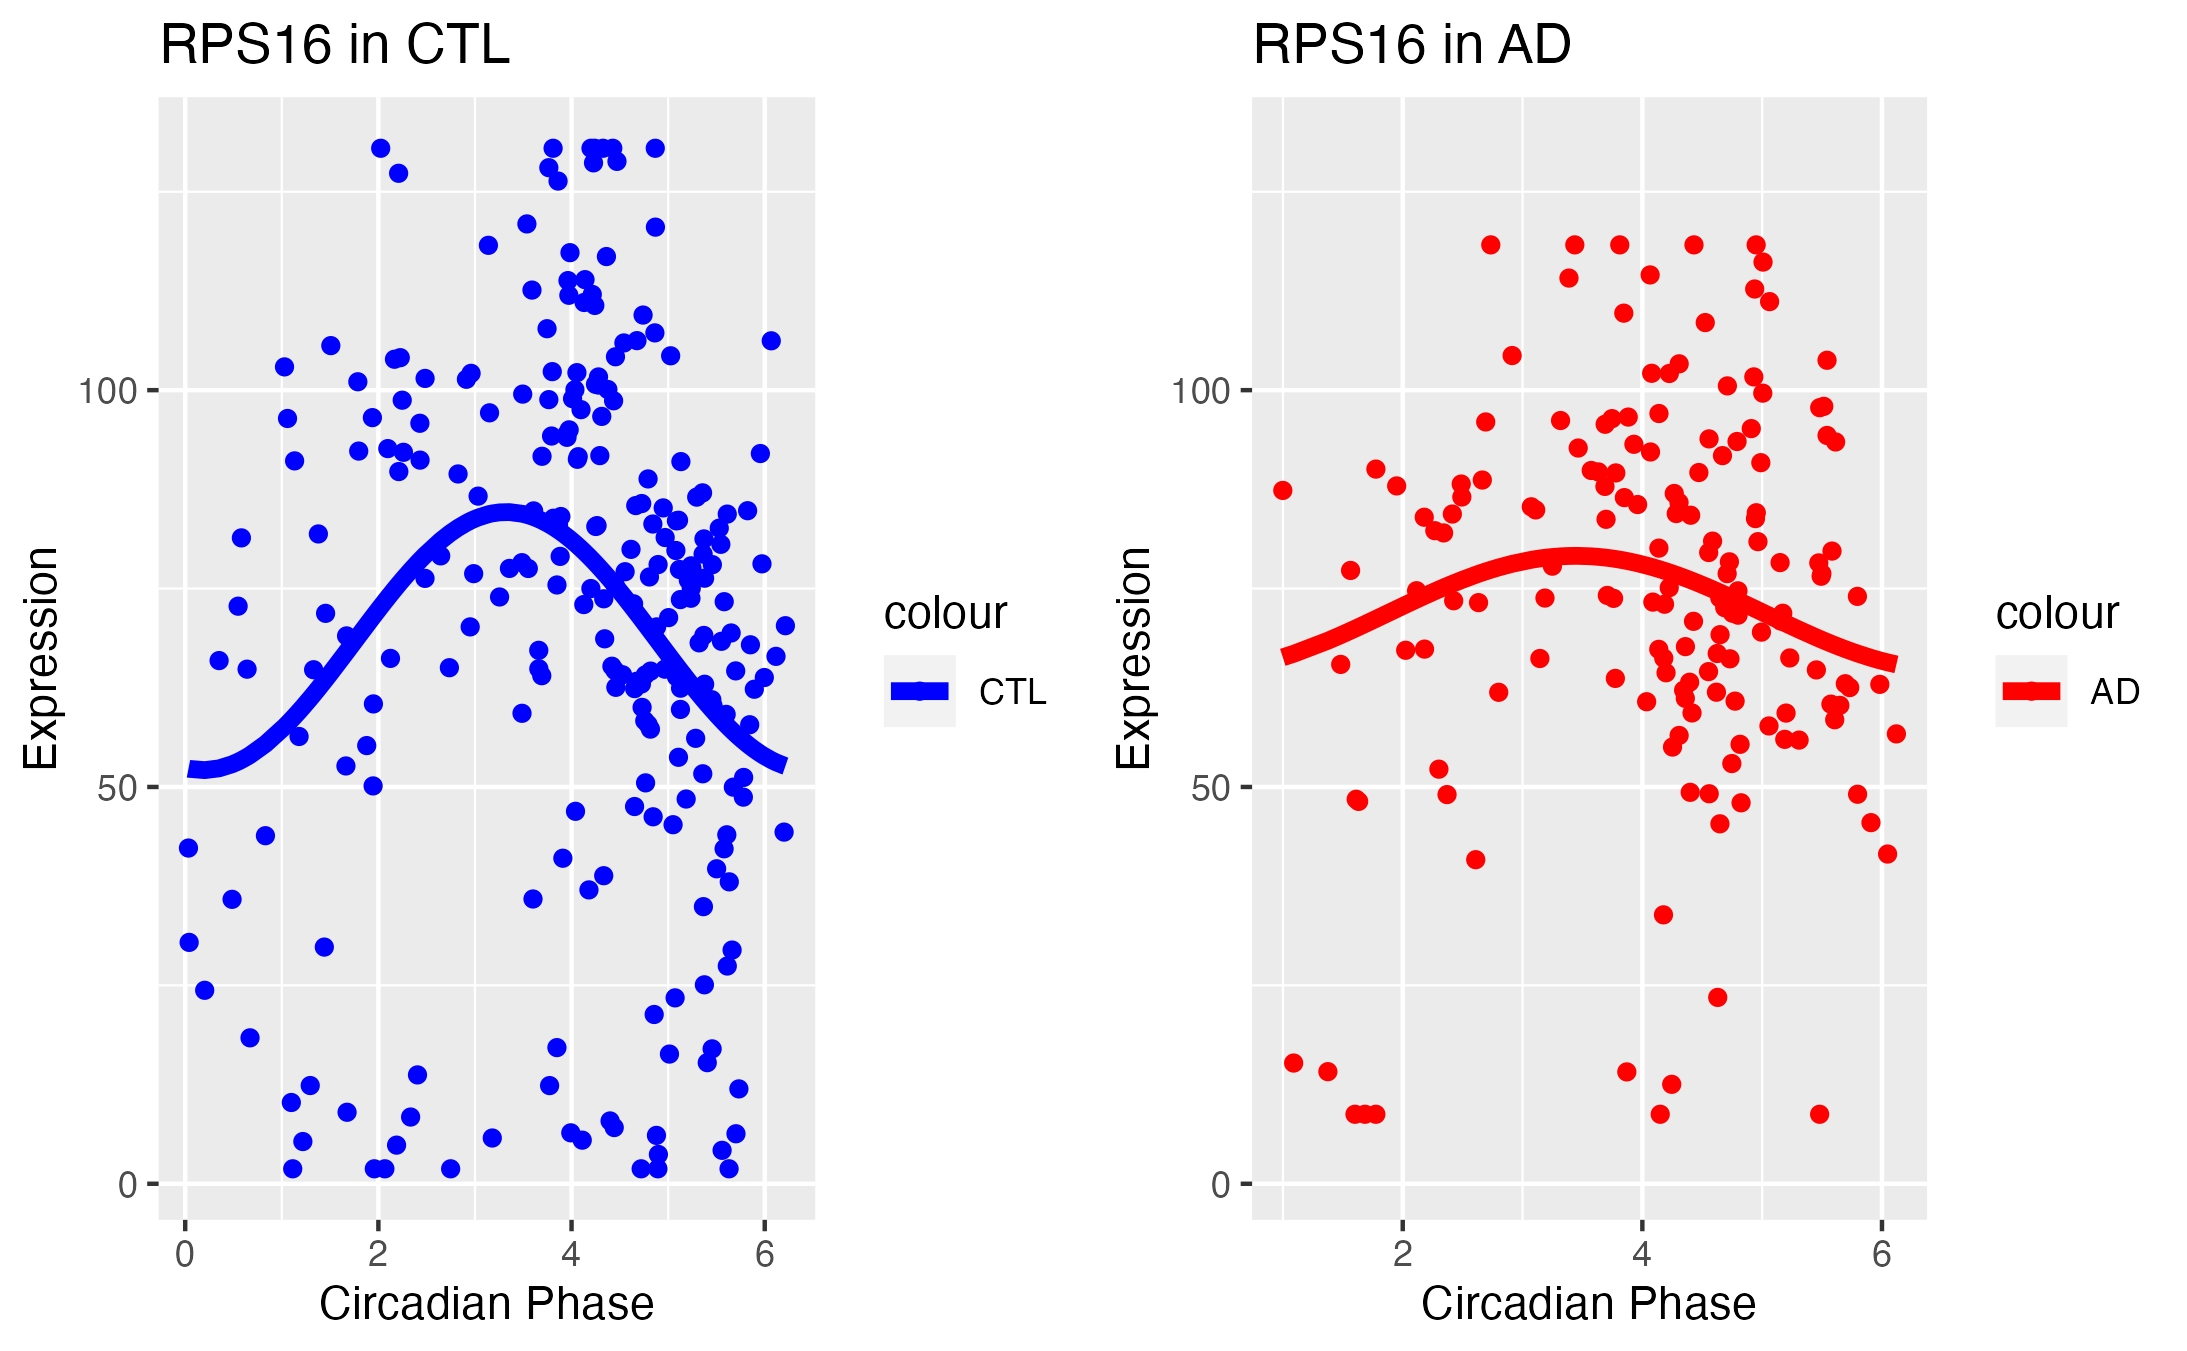 RPS16 in CTL
Expression
100
50
0
0 2 4 6
Circadian Phase
colour
CTL
RPS16 in AD
Expression
100
50
0
2 4 6
Circadian Phase
colour
AD